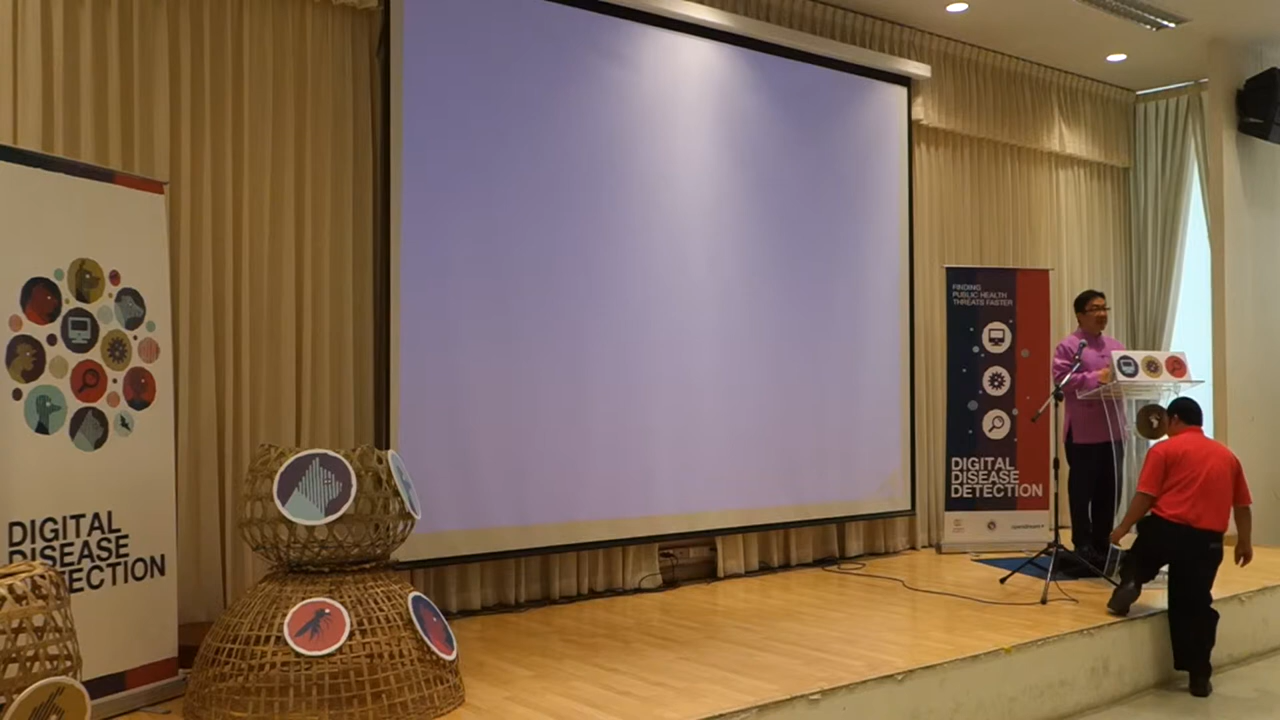 DIGITAL
DISEASE
DETECTION
FINDING
PUBLIC HEALTH
THREATS FASTER
DIGITAL
DISEASE
DETECTION